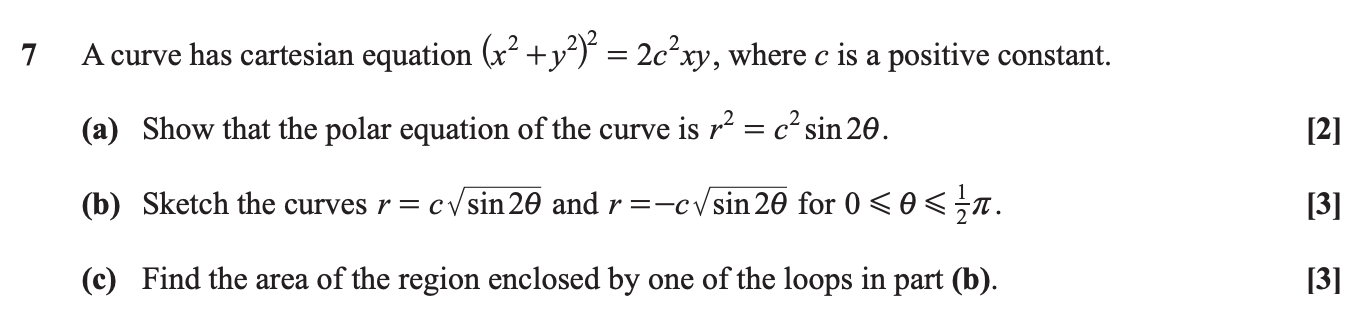 7 A curve has cartesian equation (x² + y²)² = 2c²xy, where c is a positive constant.
(a) Show that the polar equation of the curve is r² = c² sin 2θ. [2]
(b) Sketch the curves r = c√(sin 2θ) and r = −c√(sin 2θ) for 0 ⩽ θ ⩽ ½π. [3]
(c) Find the area of the region enclosed by one of the loops in part (b). [3]